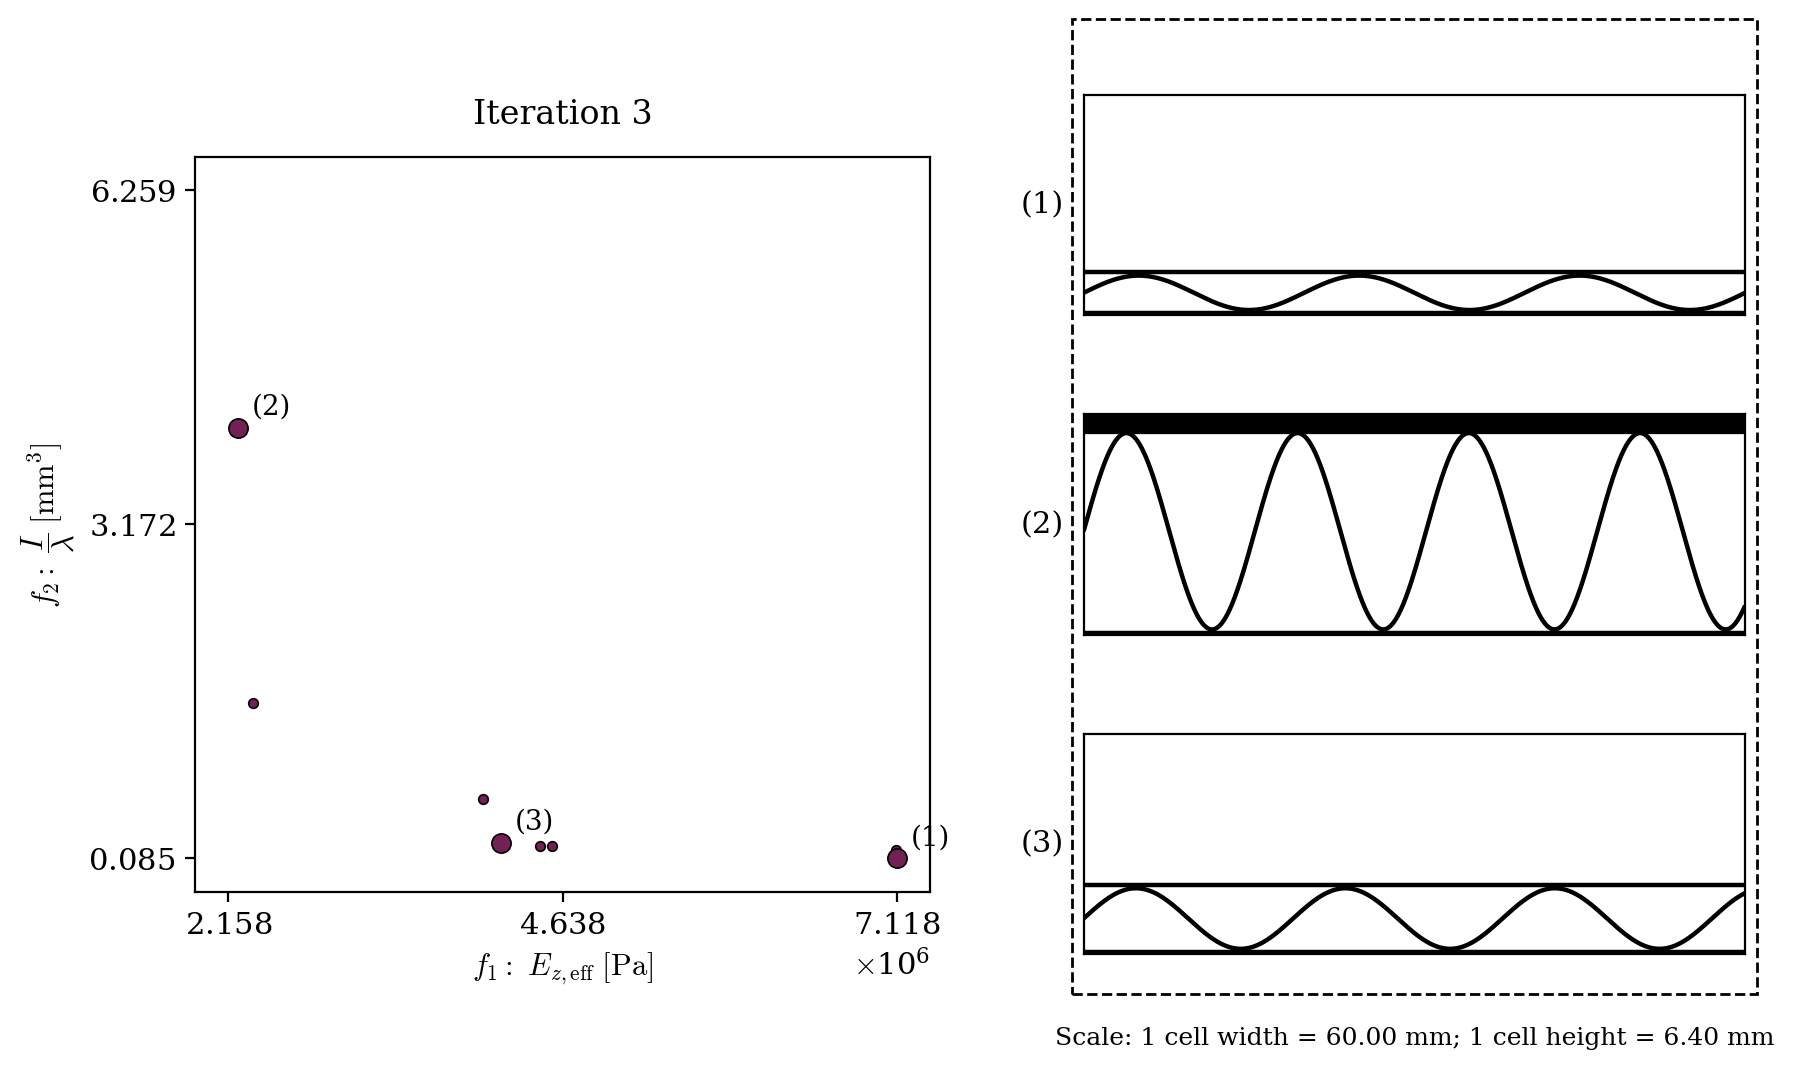 Iteration 3
6.259
3.172
0.085
f₂ : I/λ [mm³]
(2)
(3)
(1)
2.158 4.638 7.118
×10⁶
f₁ : E_z,eff [Pa]
(1)
(2)
(3)
Scale: 1 cell width = 60.00 mm; 1 cell height = 6.40 mm